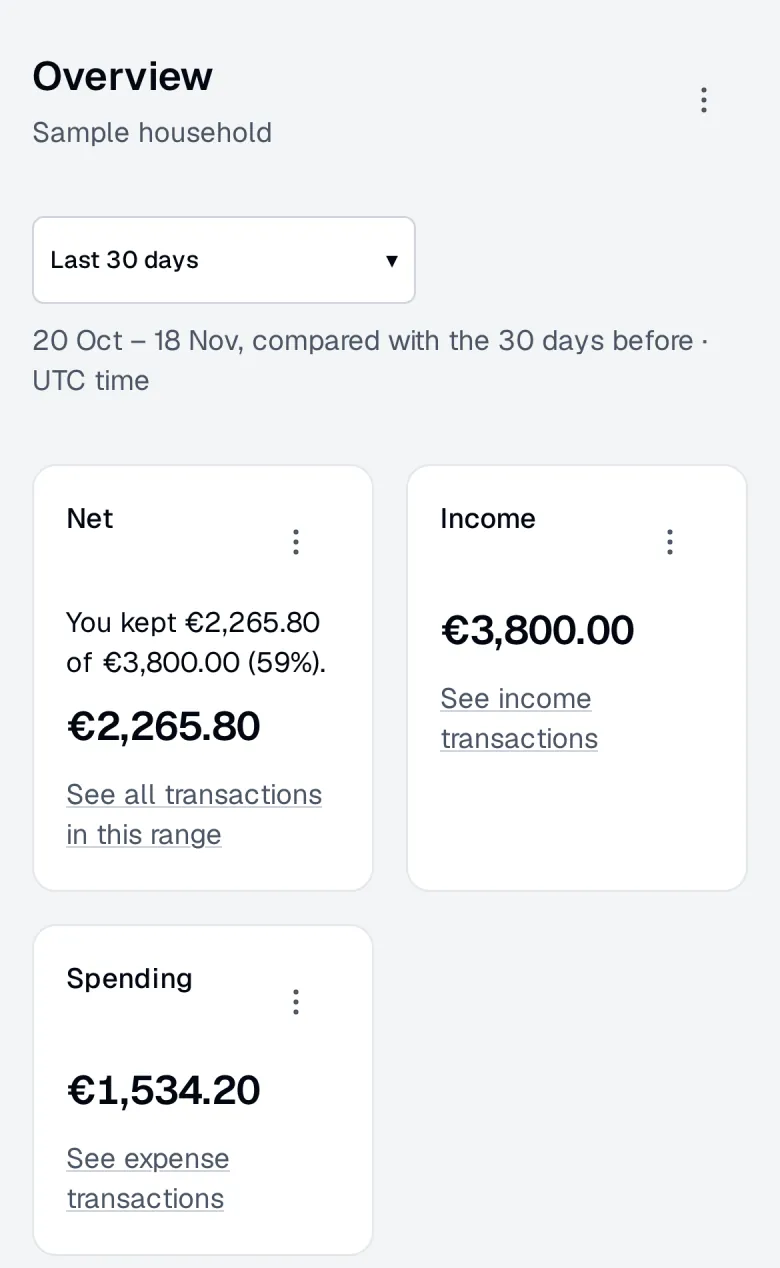 Overview
Sample household
Last 30 days
20 Oct – 18 Nov, compared with the 30 days before ·
UTC time
Net
You kept €2,265.80
of €3,800.00 (59%).
€2,265.80
See all transactions
in this range
Income
€3,800.00
See income
transactions
Spending
€1,534.20
See expense
transactions